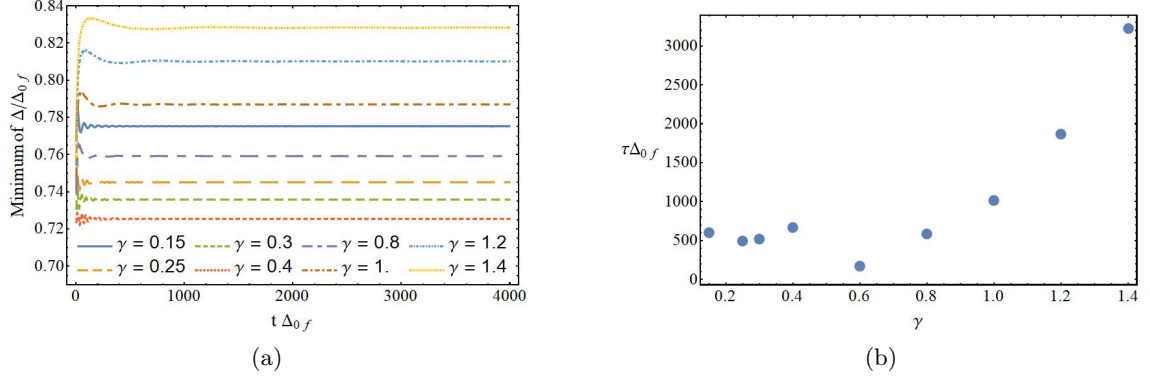 0.84
0.82
0.80
0.78
0.76
0.74
0.72
0.70
Minimum of Δ/Δ₀ f
γ = 0.15 γ = 0.3 γ = 0.8 γ = 1.2
γ = 0.25 γ = 0.4 γ = 1. γ = 1.4
0 1000 2000 3000 4000
t Δ₀ f
(a)
3000
2500
2000
1500
1000
500
0
τΔ₀ f
0.2 0.4 0.6 0.8 1.0 1.2 1.4
γ
(b)